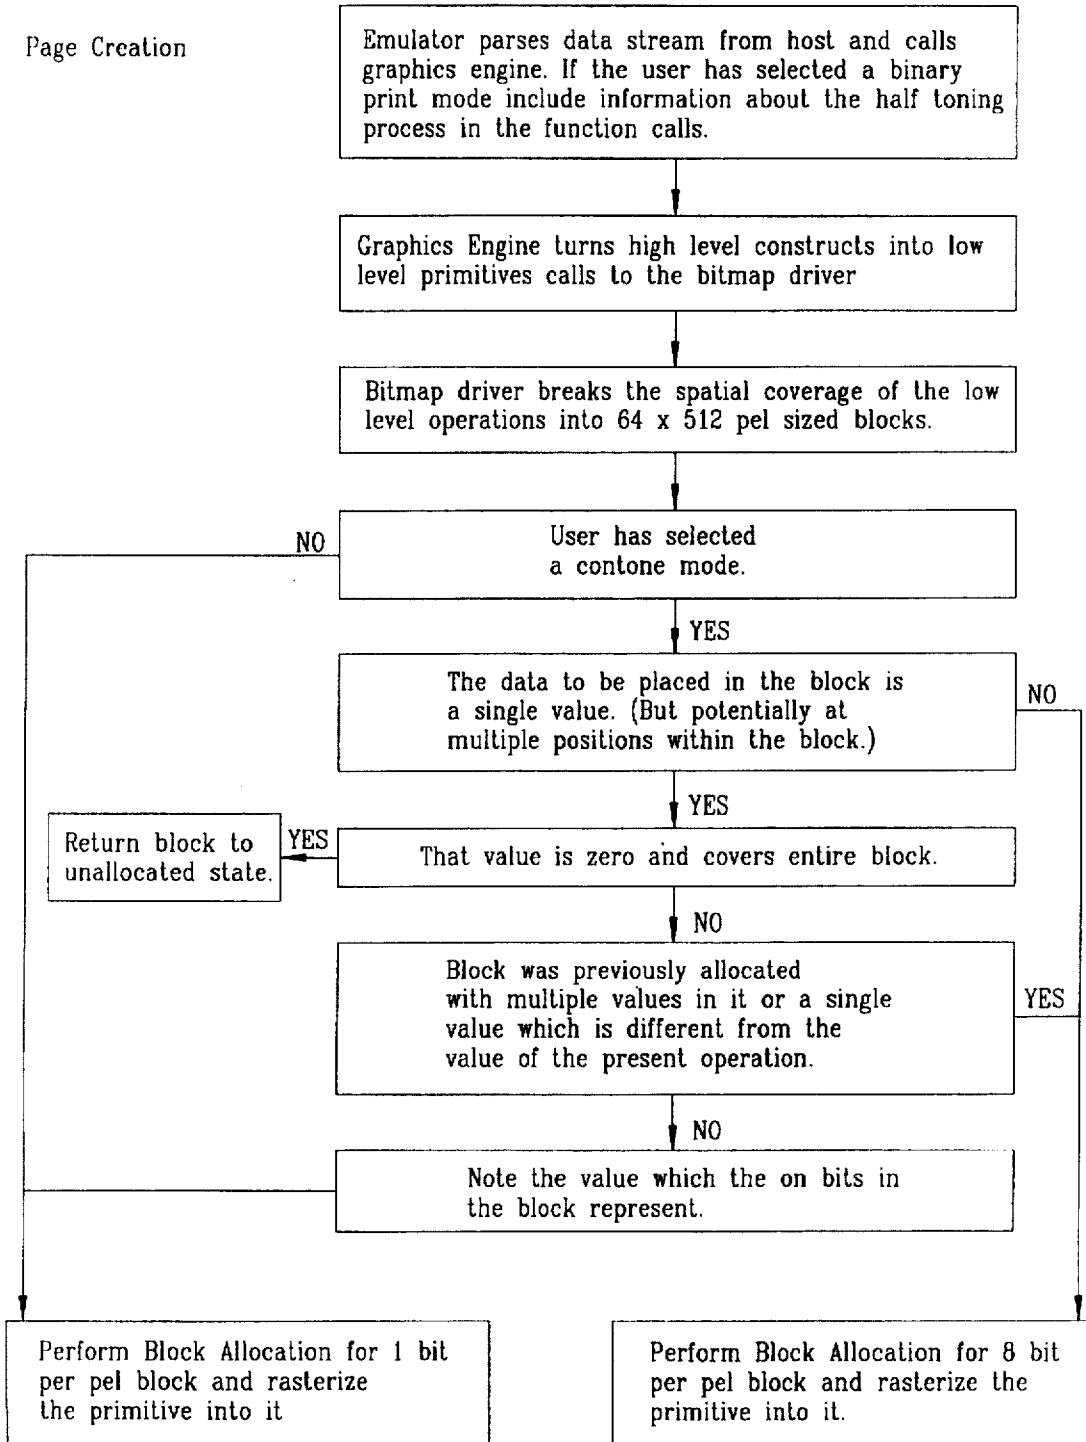 Page Creation
Emulator parses data stream from host and calls
graphics engine. If the user has selected a binary
print mode include information about the half toning
process in the function calls.
Graphics Engine turns high level constructs into low
level primitives calls to the bitmap driver
Bitmap driver breaks the spatial coverage of the low
level operations into 64 x 512 pel sized blocks.
NO
User has selected
a contone mode.
YES
The data to be placed in the block is
a single value. (But potentially at
multiple positions within the block.)
NO
YES
Return block to
unallocated state.
YES
That value is zero and covers entire block.
NO
Block was previously allocated
with multiple values in it or a single
value which is different from the
value of the present operation.
YES
NO
Note the value which the on bits in
the block represent.
Perform Block Allocation for 1 bit
per pel block and rasterize
the primitive into it
Perform Block Allocation for 8 bit
per pel block and rasterize the
primitive into it.